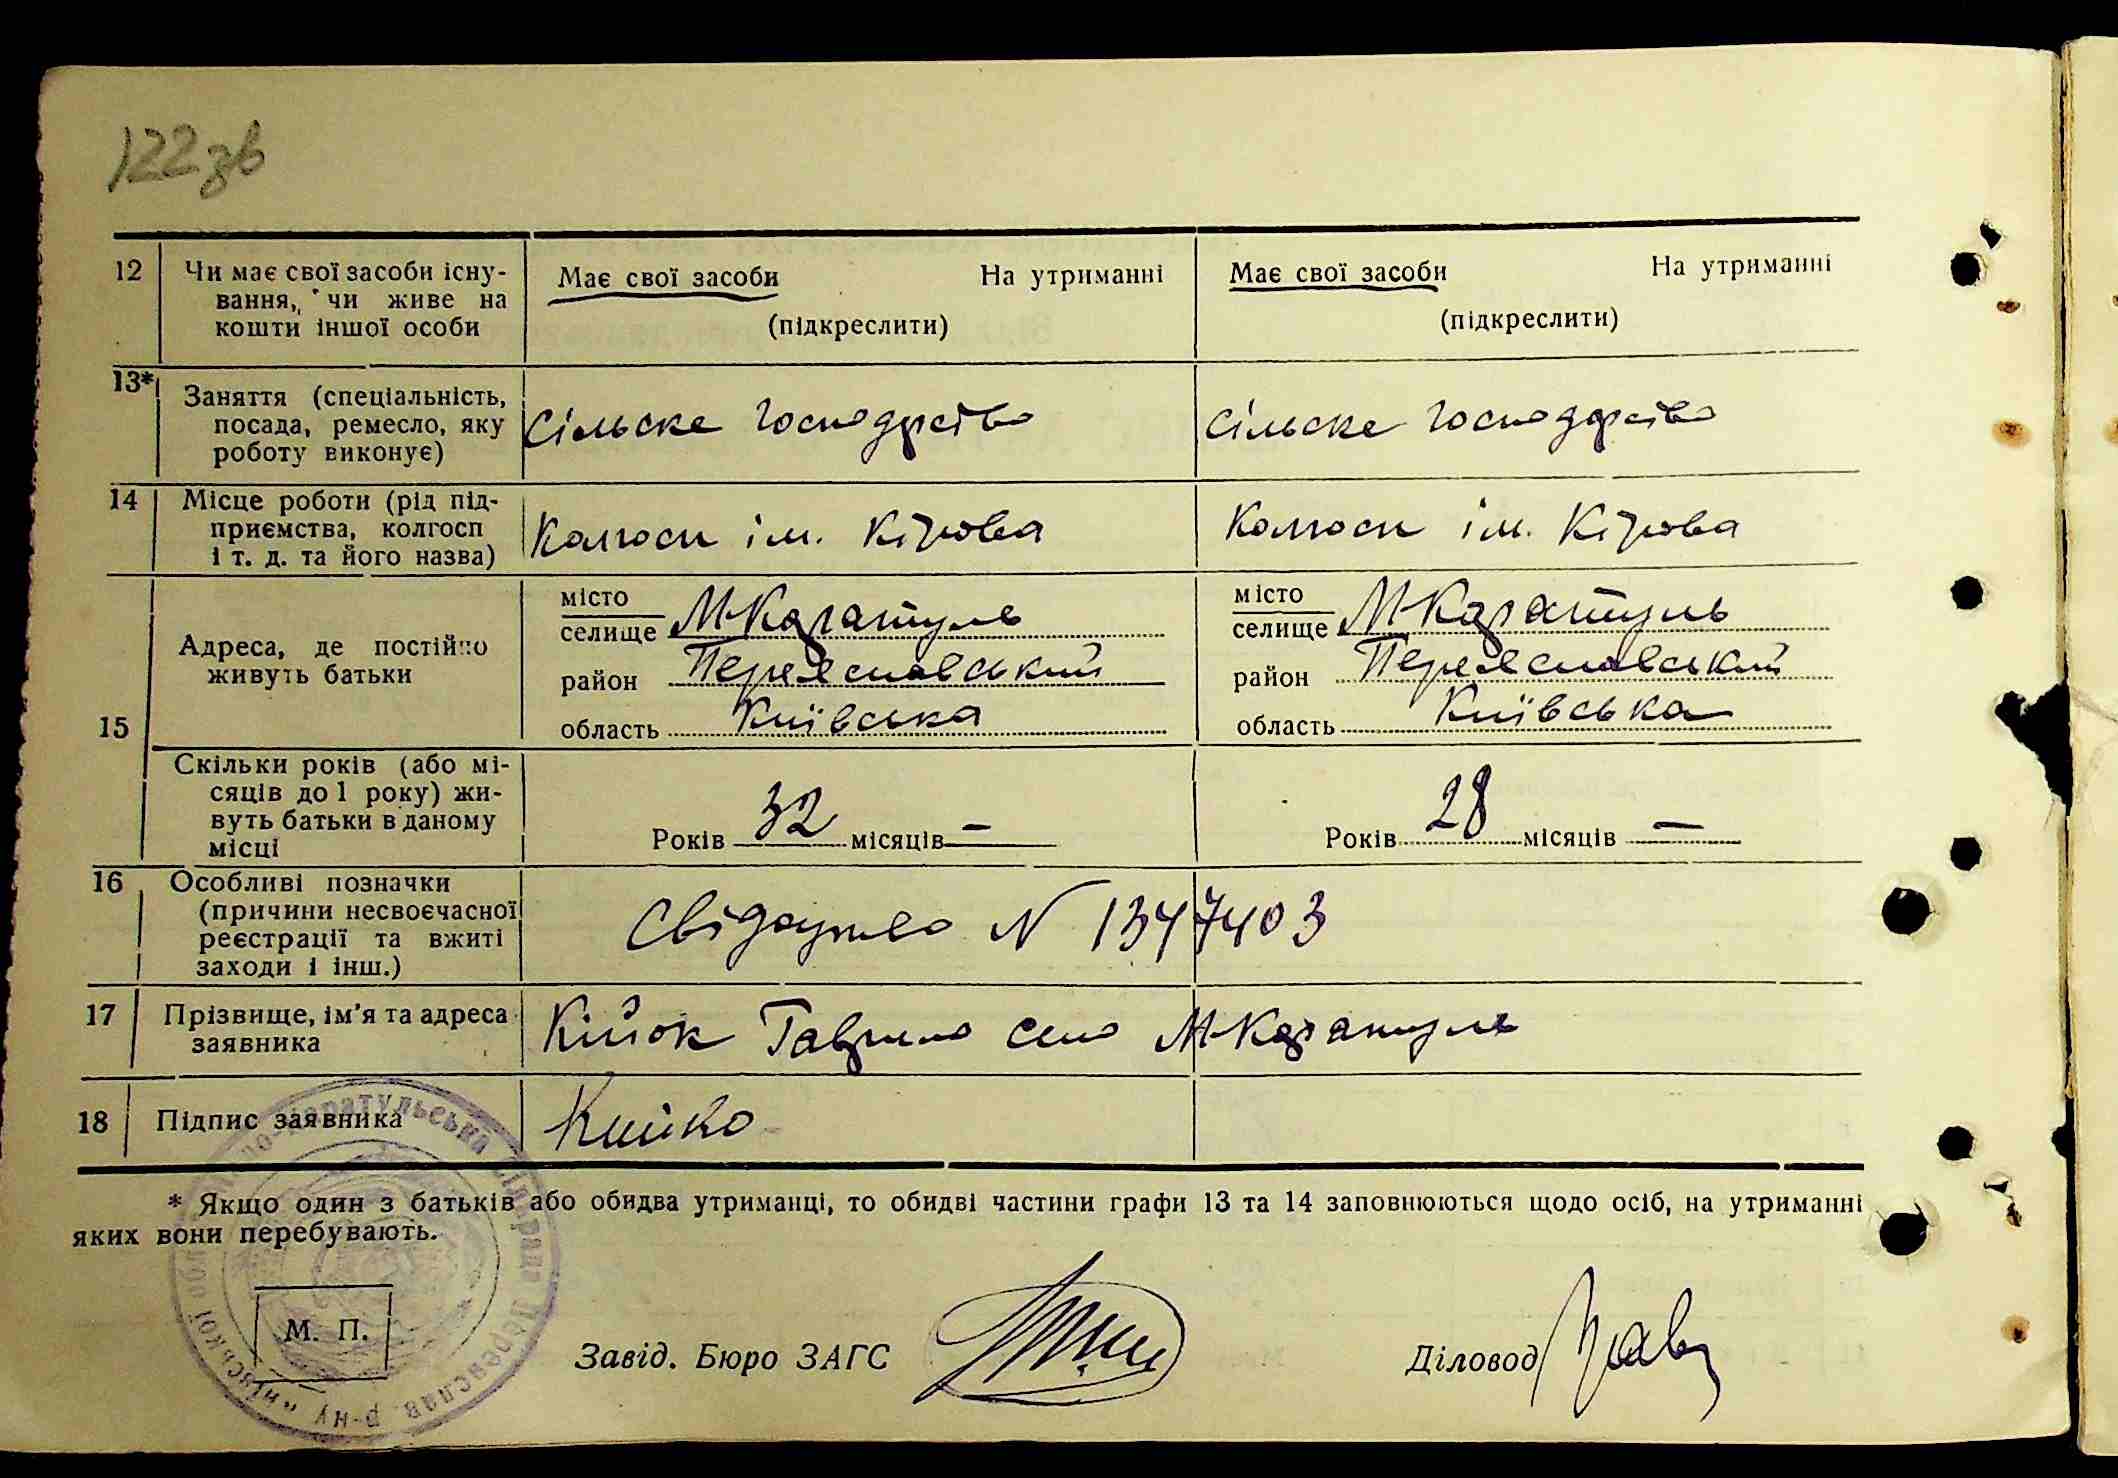 122зв
12 Чи має свої засоби існу- Має свої засоби На утриманні Має свої засоби На утриманні
вання, чи живе на
кошти іншої особи (підкреслити) (підкреслити)
13* Заняття (спеціальність,
посада, ремесло, яку Сільске господарство Сільске господарство
роботу виконує)
14 Місце роботи (рід під-
приємства, колгосп Колгосп ім. Кірова Колгосп ім. Кірова
і т. д. та його назва)
15 Адреса, де постійно
живуть батьки
місто
селище М-Каратуль
район Переяславський
область Київська
місто
селище М-Каратуль
район Переяславський
область Київська
Скільки років (або мі-
сяців до 1 року) жи-
вуть батьки в даному
місці
Років 32 місяців — Років 28 місяців —
16 Особливі позначки
(причини несвоєчасної
реєстрації та вжиті
заходи і інш.)
Свідоцтво N 1347403
17 Прізвище, ім'я та адреса
заявника
Кийок Гаврило село М-Каратуль
18 Підпис заявника Кийко
* Якщо один з батьків або обидва утриманці, то обидві частини графи 13 та 14 заповнюються щодо осіб, на утриманні
яких вони перебувають.
М. П.
Завід. Бюро ЗАГС Діловод